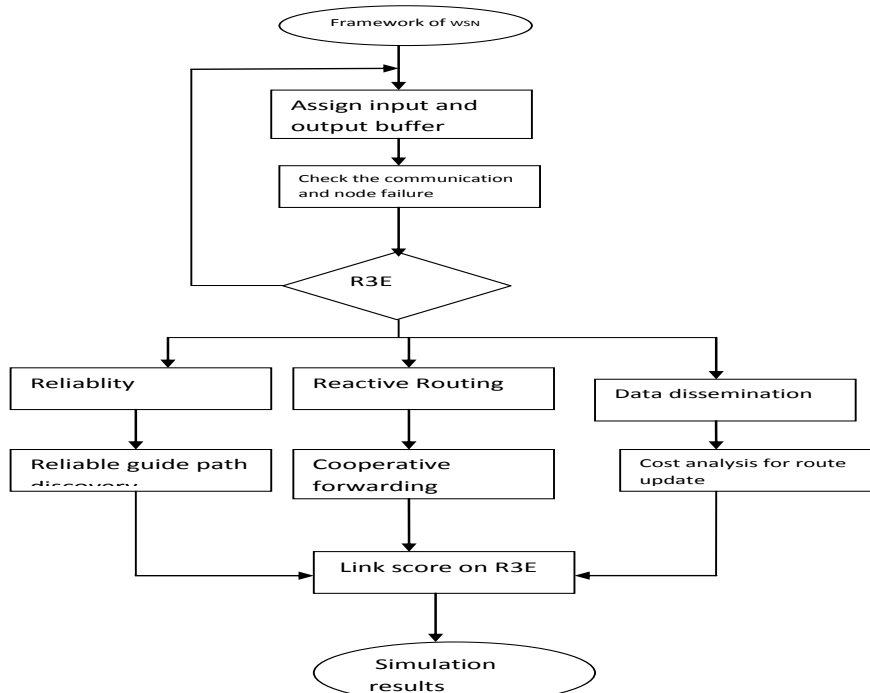 Framework of WSN
Assign input and
output buffer
Check the communication
and node failure
R3E
Reliablity
Reactive Routing
Data dissemination
Reliable guide path
discovery
Cooperative
forwarding
Cost analysis for route
update
Link score on R3E
Simulation
results